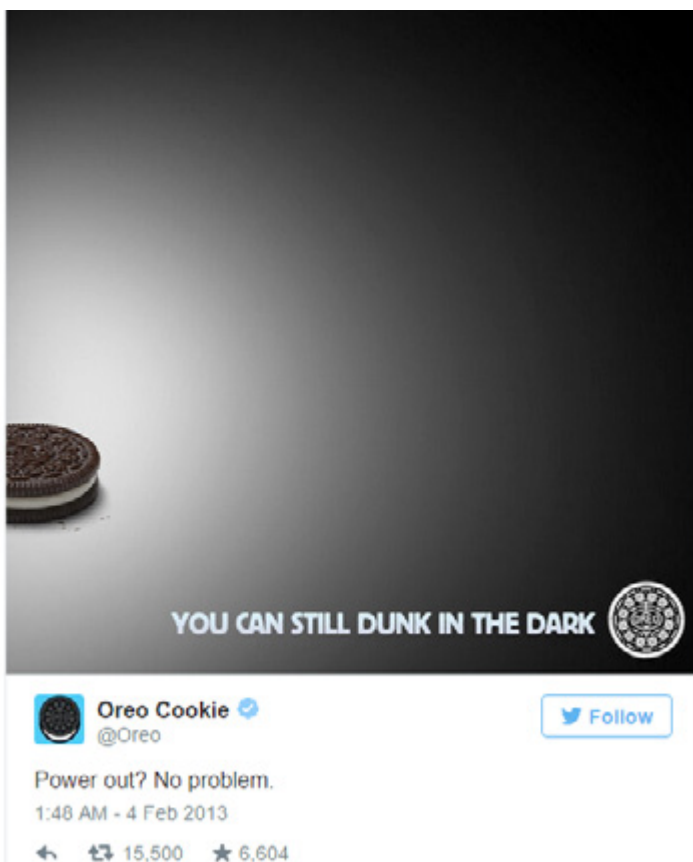 YOU CAN STILL DUNK IN THE DARK
Oreo Cookie
@Oreo
Follow
Power out? No problem.
1:48 AM - 4 Feb 2013
15,500 6,604